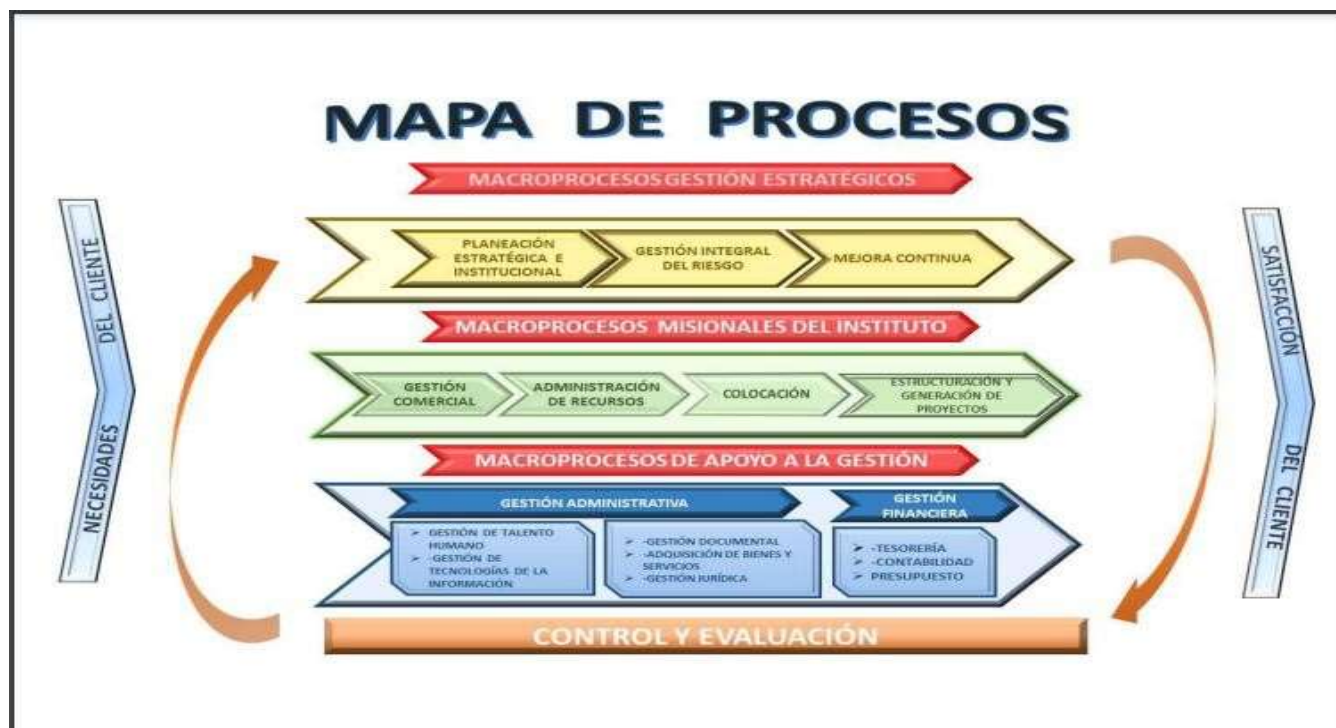 MAPA DE PROCESOS
MACROPROCESOS GESTIÓN ESTRATÉGICOS
NECESIDADES DEL CLIENTE
PLANEACIÓN
ESTRATÉGICA E
INSTITUCIONAL
GESTIÓN INTEGRAL
DEL RIESGO
MEJORA CONTINUA
SATISFACCIÓN DEL CLIENTE
MACROPROCESOS MISIONALES DEL INSTITUTO
GESTIÓN
COMERCIAL
ADMINISTRACIÓN
DE RECURSOS
COLOCACIÓN
ESTRUCTURACIÓN Y
GENERACIÓN DE
PROYECTOS
MACROPROCESOS DE APOYO A LA GESTIÓN
GESTIÓN ADMINISTRATIVA
➢ GESTIÓN DE TALENTO
HUMANO
➢ -GESTIÓN DE
TECNOLOGÍAS DE LA
INFORMACIÓN
➢ -GESTIÓN DOCUMENTAL
➢ -ADQUISICIÓN DE BIENES Y
SERVICIOS
➢ -GESTIÓN JURÍDICA
GESTIÓN
FINANCIERA
➢ -TESORERÍA
➢ -CONTABILIDAD
➢ PRESUPUESTO
CONTROL Y EVALUACIÓN